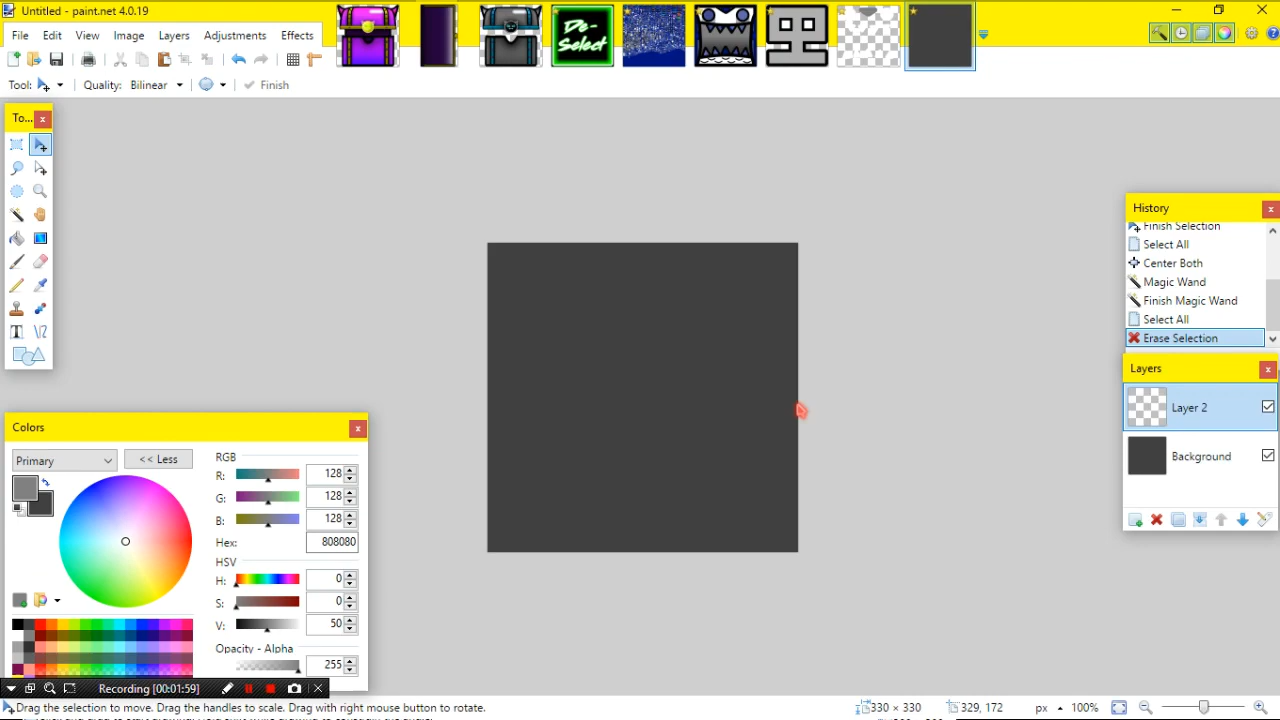 Untitled - paint.net 4.0.19
File Edit View Image Layers Adjustments Effects
De-
Select
Tool: Quality: Bilinear Finish
To...
History
Finish Selection
Select All
Center Both
Magic Wand
Finish Magic Wand
Select All
Erase Selection
Layers
Layer 2
Background
Colors
Primary << Less
RGB
R: 128
G: 128
B: 128
Hex: 808080
HSV
H: 0
S: 0
V: 50
Opacity - Alpha
255
Recording [00:01:59]
Drag the selection to move. Drag the handles to scale. Drag with right mouse button to rotate.
330 × 330 329, 172 px 100%